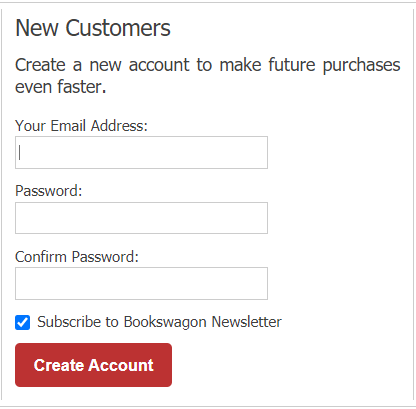 New Customers
Create a new account to make future purchases
even faster.
Your Email Address:
Password:
Confirm Password:
Subscribe to Bookswagon Newsletter
Create Account